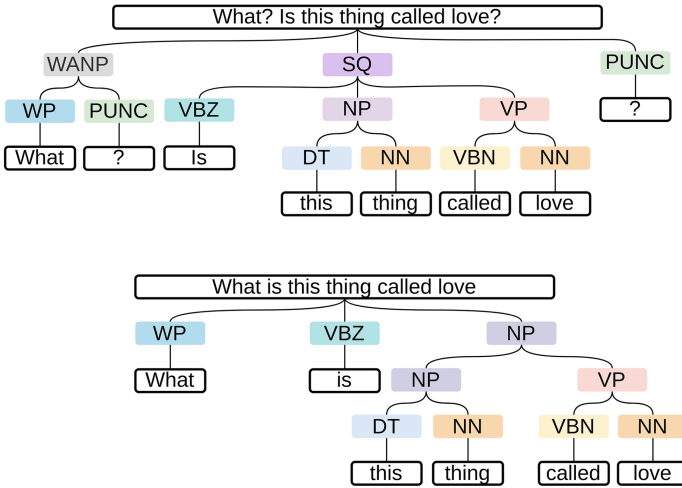 What? Is this thing called love?
WANP SQ PUNC
WP PUNC VBZ NP VP ?
What ? Is DT NN VBN NN
this thing called love
What is this thing called love
WP VBZ NP
What is NP VP
DT NN VBN NN
this thing called love